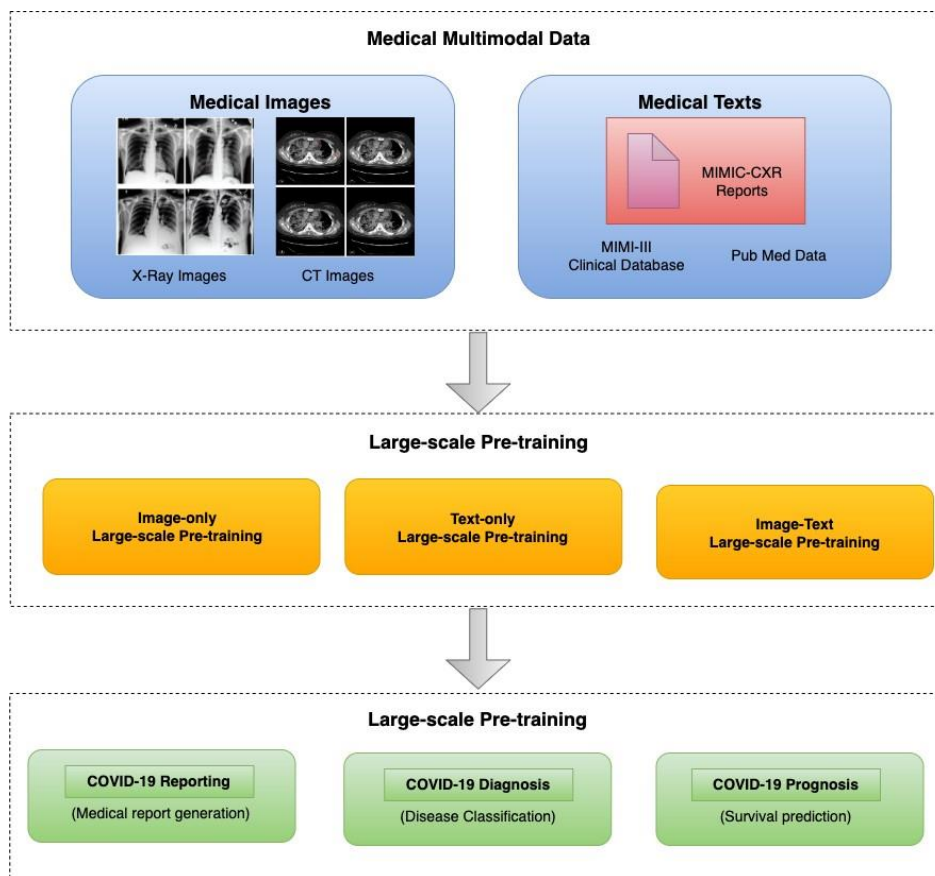 Medical Multimodal Data
Medical Images
X-Ray Images
CT Images
Medical Texts
MIMIC-CXR
Reports
MIMI-III
Clinical Database
Pub Med Data
Large-scale Pre-training
Image-only
Large-scale Pre-training
Text-only
Large-scale Pre-training
Image-Text
Large-scale Pre-training
Large-scale Pre-training
COVID-19 Reporting
(Medical report generation)
COVID-19 Diagnosis
(Disease Classification)
COVID-19 Prognosis
(Survival prediction)